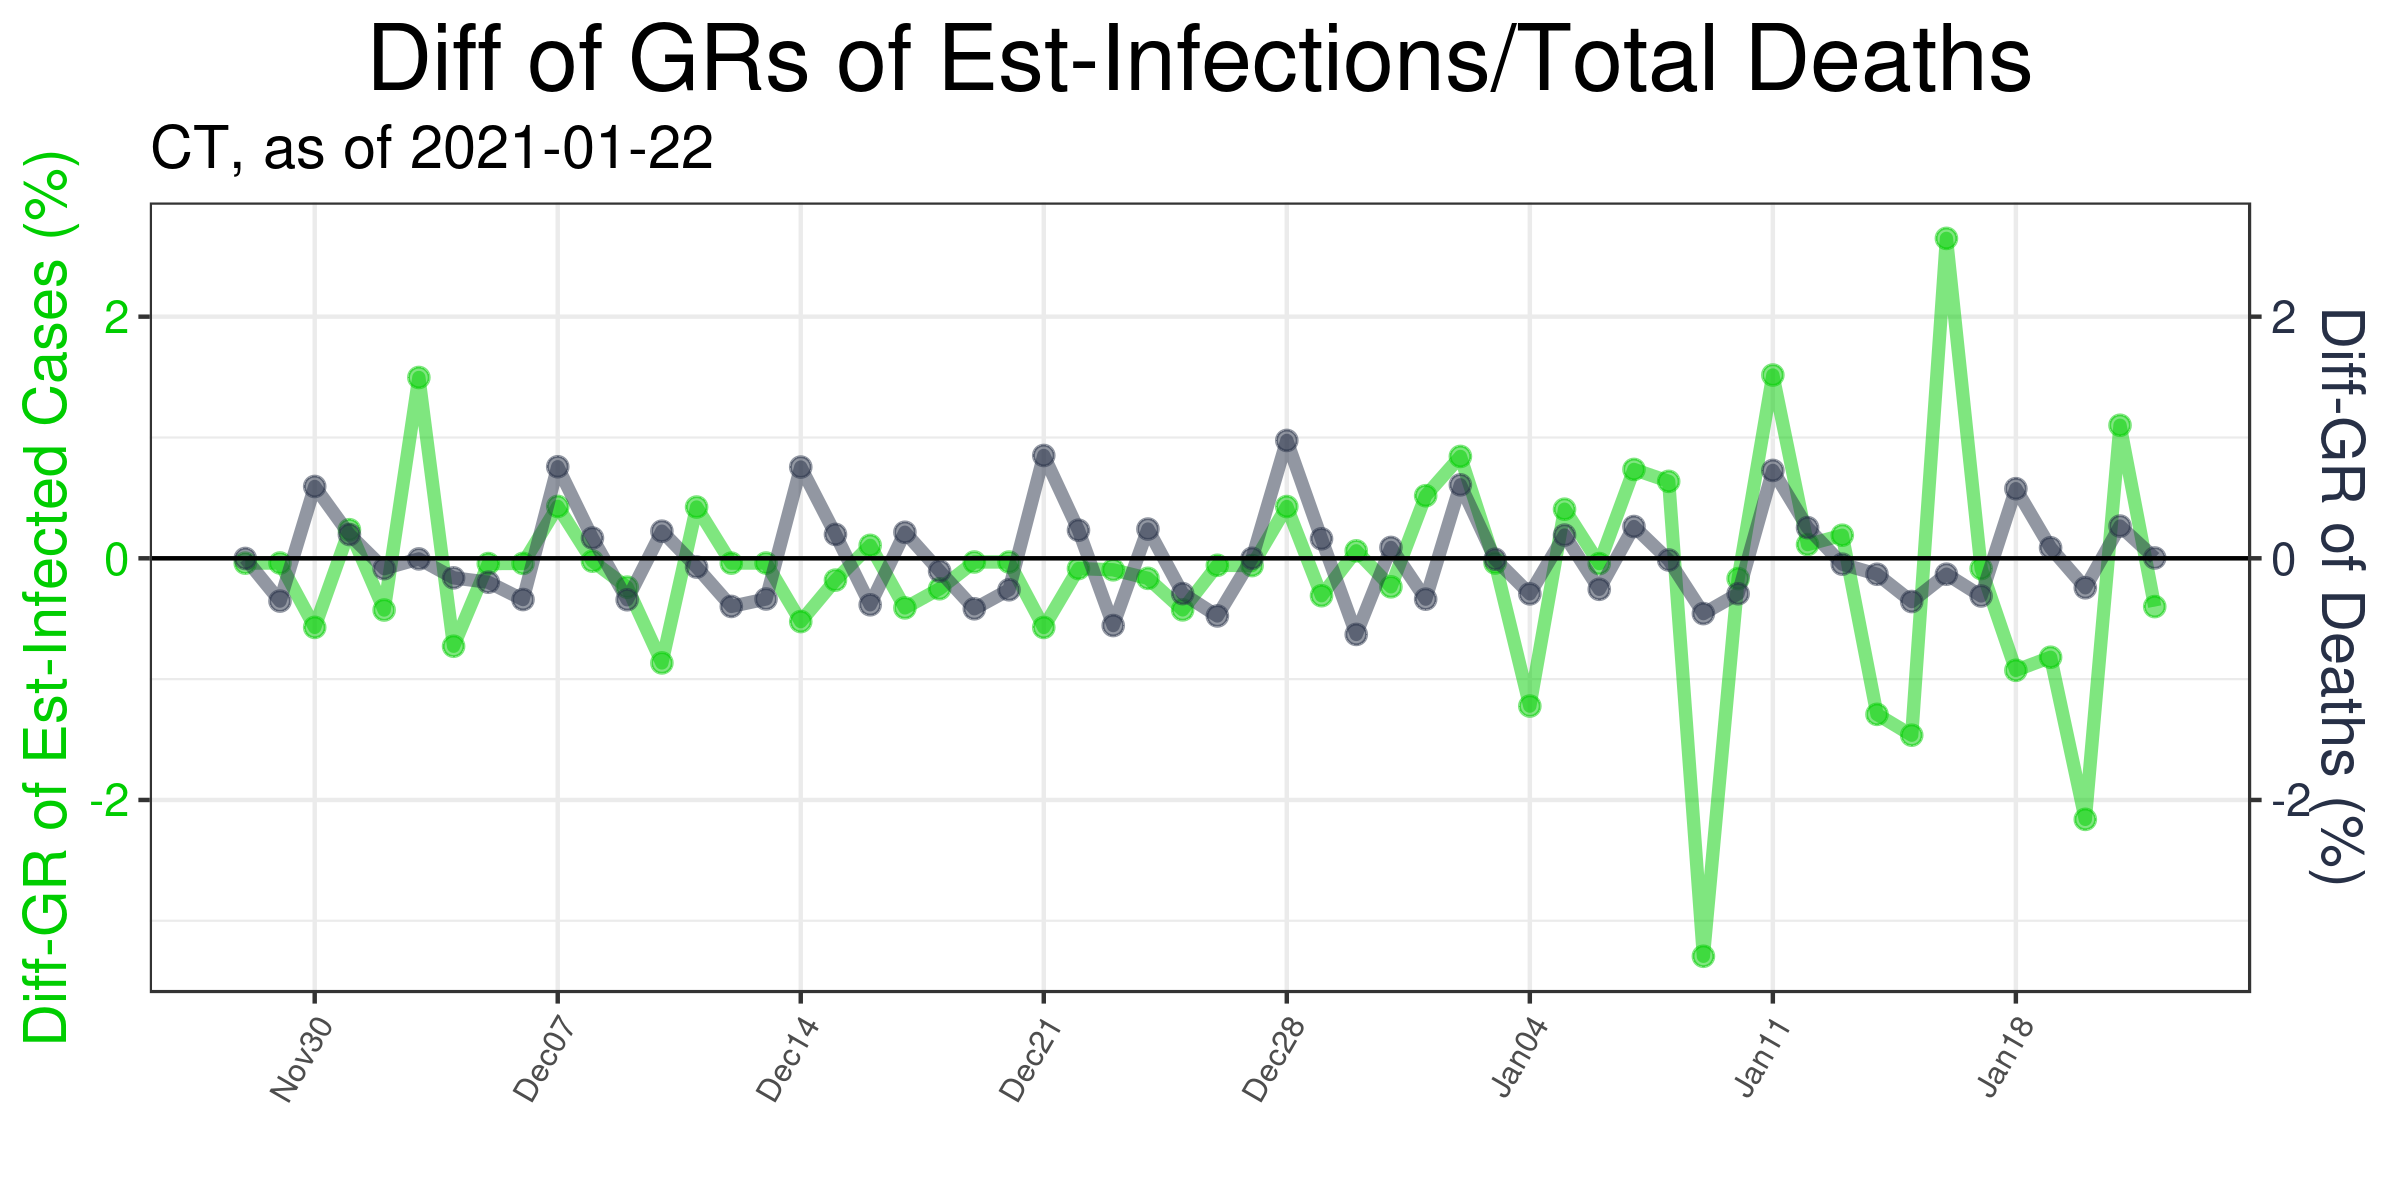 Diff of GRs of Est-Infections/Total Deaths
CT, as of 2021-01-22
Diff-GR of Est-Infected Cases (%)
2
0
-2
2
0
-2
Diff-GR of Deaths (%)
Nov30
Dec07
Dec14
Dec21
Dec28
Jan04
Jan11
Jan18